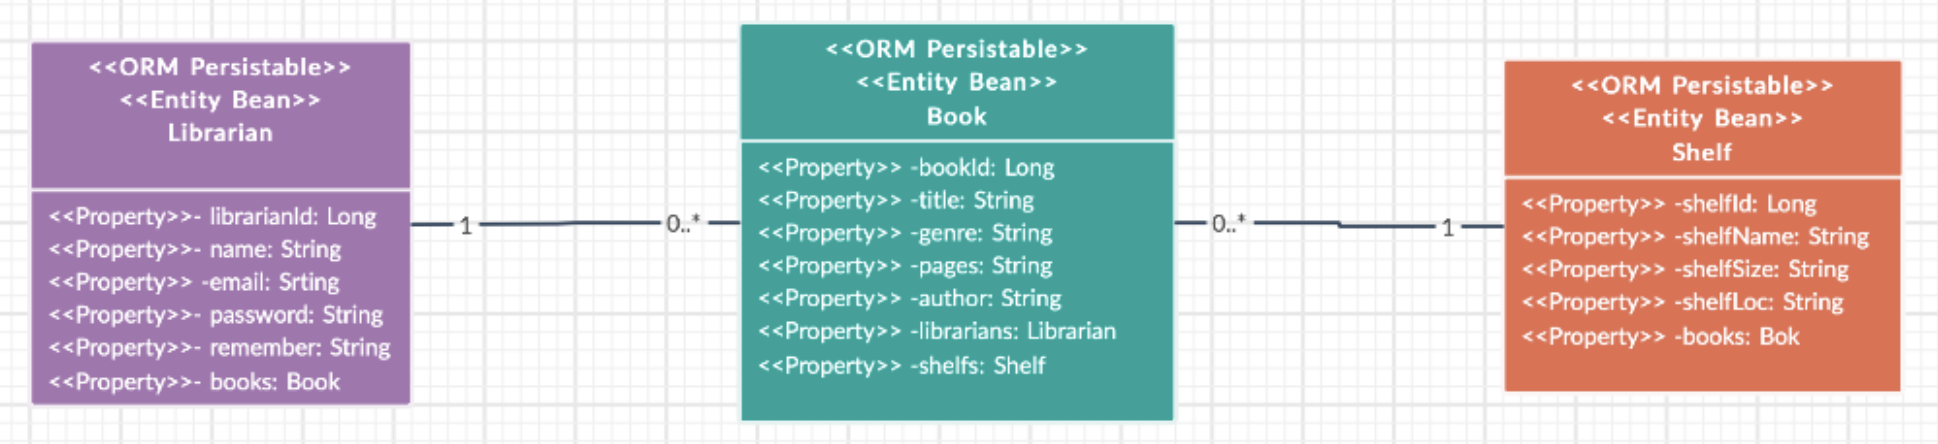 <<ORM Persistable>>
<<Entity Bean>>
Librarian
<<Property>>- librarianId: Long
<<Property>>- name: String
<<Property>> -email: Srting
<<Property>>- password: String
<<Property>>- remember: String
<<Property>>- books: Book
1
0..*
<<ORM Persistable>>
<<Entity Bean>>
Book
<<Property>> -bookId: Long
<<Property>> -title: String
<<Property>> -genre: String
<<Property>> -pages: String
<<Property>> -author: String
<<Property>> -librarians: Librarian
<<Property>> -shelfs: Shelf
0..*
1
<<ORM Persistable>>
<<Entity Bean>>
Shelf
<<Property>> -shelfId: Long
<<Property>> -shelfName: String
<<Property>> -shelfSize: String
<<Property>> -shelfLoc: String
<<Property>> -books: Bok